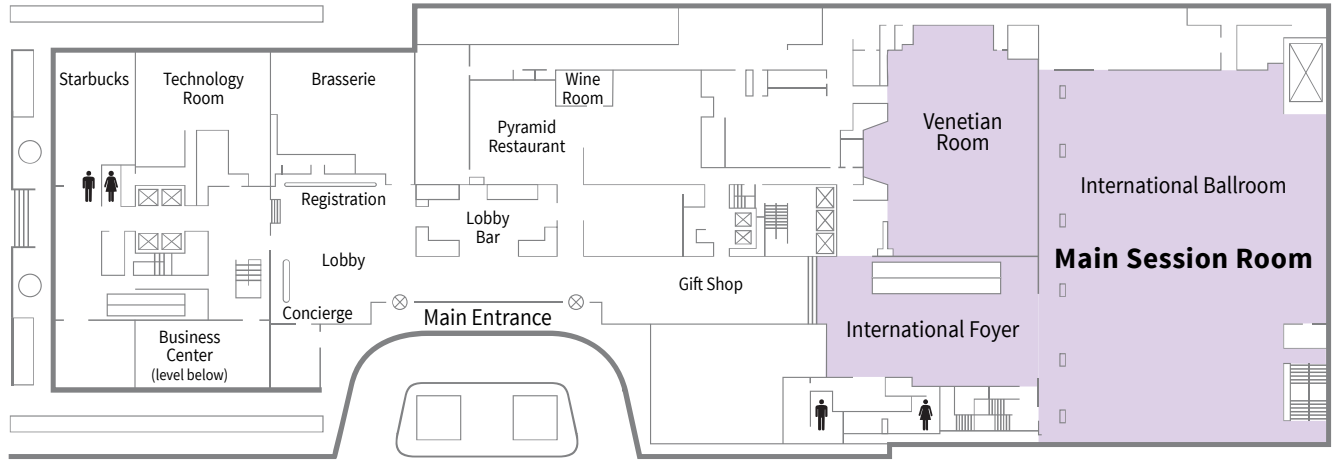 Starbucks
Technology
Room
Brasserie
Wine
Room
Pyramid
Restaurant
Venetian
Room
International Ballroom
Main Session Room
Registration
Lobby
Bar
Lobby
Gift Shop
Concierge
Main Entrance
International Foyer
Business
Center
(level below)